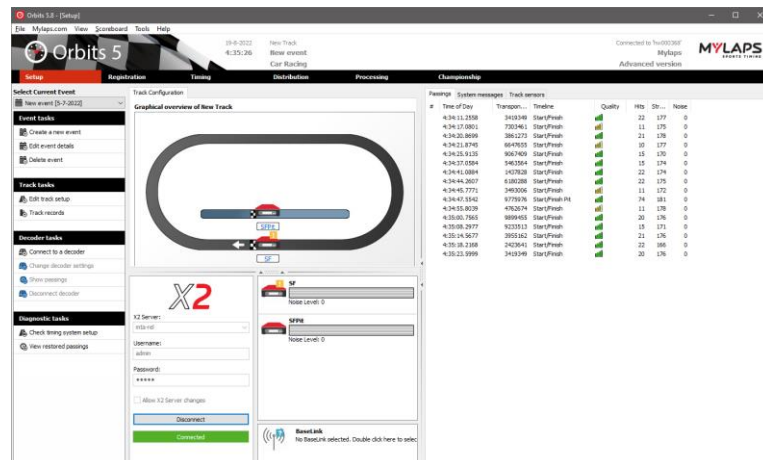 Orbits 5.8 - [Setup]
File Mylaps.com View Scoreboard Tools Help
Orbits 5
19-8-2022 New Track
4:35:26 New event
Car Racing
Mylaps
Advanced version
MYLAPS
SPORTS TIMING
Setup Registration Timing Distribution Processing Championship
Select Current Event
New event [5-7-2022]
Event tasks
Create a new event
Edit event details
Delete event
Track tasks
Edit track setup
Track records
Decoder tasks
Connect to a decoder
Change decoder settings
Show passings
Disconnect decoder
Diagnostic tasks
Check timing system setup
View restored passings
Track Configuration
Graphical overview of New Track
SFPit
SF
X2
X2 Server:
Username:
admin
Password:
*****
Allow X2 Server changes
Disconnect
Connected
SF
Noise Level: 0
SFPit
Noise Level: 0
BaseLink
No BaseLink selected. Double click here to selec
Passings System messages Track sensors
# Time of Day Transpon... Timeline Quality Hits Str... Noise
4:34:11.2558 3419349 Start/Finish 22 177 0
4:34:17.0801 7303461 Start/Finish 11 175 0
4:34:20.8699 3861273 Start/Finish 21 178 0
4:34:21.8745 6647655 Start/Finish 10 177 0
4:34:25.9135 9067409 Start/Finish 15 170 0
4:34:37.0584 5463564 Start/Finish 15 174 0
4:34:41.0884 1437828 Start/Finish 22 174 0
4:34:44.2607 6180288 Start/Finish 22 175 0
4:34:45.7771 3493006 Start/Finish 11 172 0
4:34:47.5542 9775976 Start/Finish Pit 74 181 0
4:34:55.8039 4762674 Start/Finish 11 178 0
4:35:00.7565 9899455 Start/Finish 20 176 0
4:35:08.2977 9233513 Start/Finish 15 171 0
4:35:14.5677 3955162 Start/Finish 21 176 0
4:35:18.2168 3423641 Start/Finish 22 166 0
4:35:23.5999 3419349 Start/Finish 20 176 0